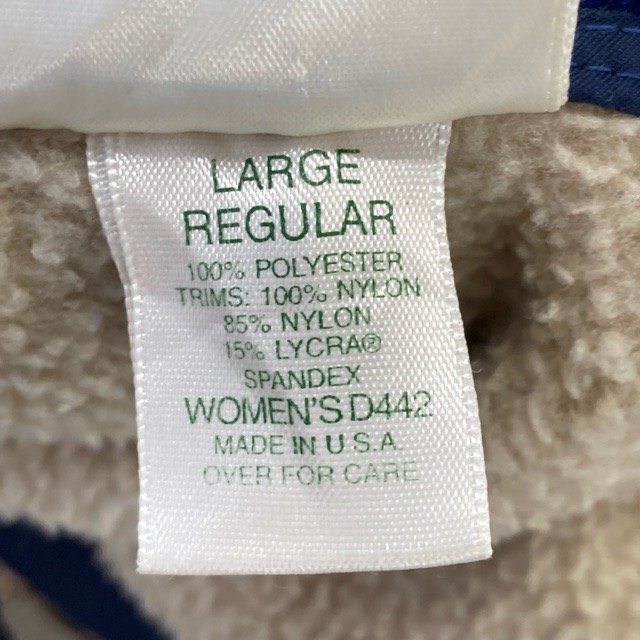 LARGE
REGULAR
100% POLYESTER
TRIMS: 100% NYLON
85% NYLON
15% LYCRA®
SPANDEX
WOMEN'S D442
MADE IN U.S.A.
OVER FOR CARE